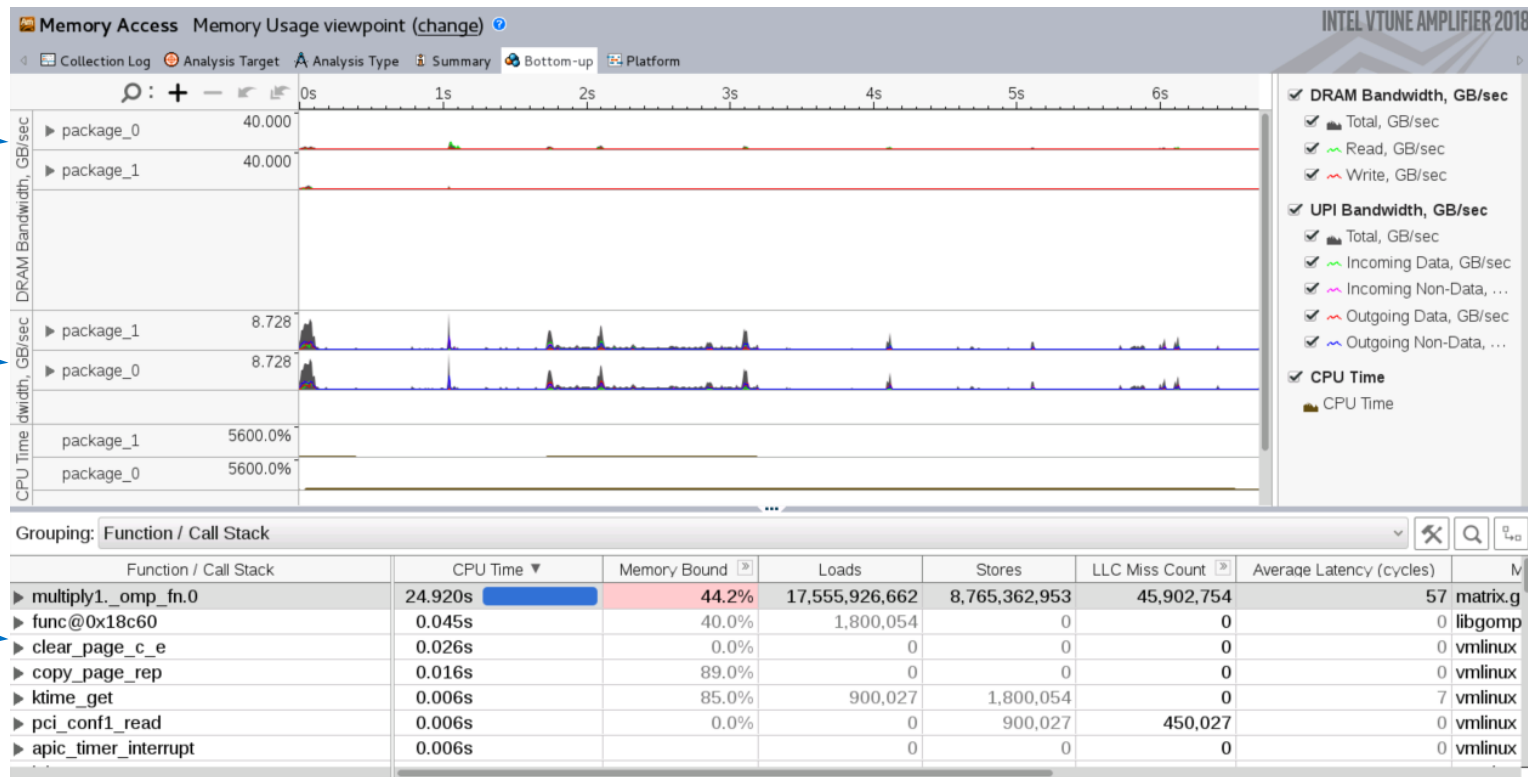 Memory Access Memory Usage viewpoint (change) ?
INTEL VTUNE AMPLIFIER 2018
Collection Log Analysis Target Analysis Type Summary Bottom-up Platform
0s 1s 2s 3s 4s 5s 6s
DRAM Bandwidth, GB/sec
package_0 40.000
package_1 40.000
dwidth, GB/sec
package_1 8.728
package_0 8.728
CPU Time
package_1 5600.0%
package_0 5600.0%
DRAM Bandwidth, GB/sec
Total, GB/sec
Read, GB/sec
Write, GB/sec
UPI Bandwidth, GB/sec
Total, GB/sec
Incoming Data, GB/sec
Incoming Non-Data, ...
Outgoing Data, GB/sec
Outgoing Non-Data, ...
CPU Time
CPU Time
Grouping: Function / Call Stack
Function / Call Stack CPU Time Memory Bound Loads Stores LLC Miss Count Average Latency (cycles) M
multiply1._omp_fn.0 24.920s 44.2% 17,555,926,662 8,765,362,953 45,902,754 57 matrix.g
func@0x18c60 0.045s 40.0% 1,800,054 0 0 0 libgomp
clear_page_c_e 0.026s 0.0% 0 0 0 0 vmlinux
copy_page_rep 0.016s 89.0% 0 0 0 0 vmlinux
ktime_get 0.006s 85.0% 900,027 1,800,054 0 7 vmlinux
pci_conf1_read 0.006s 0.0% 0 900,027 450,027 0 vmlinux
apic_timer_interrupt 0.006s 0 0 0 0 vmlinux